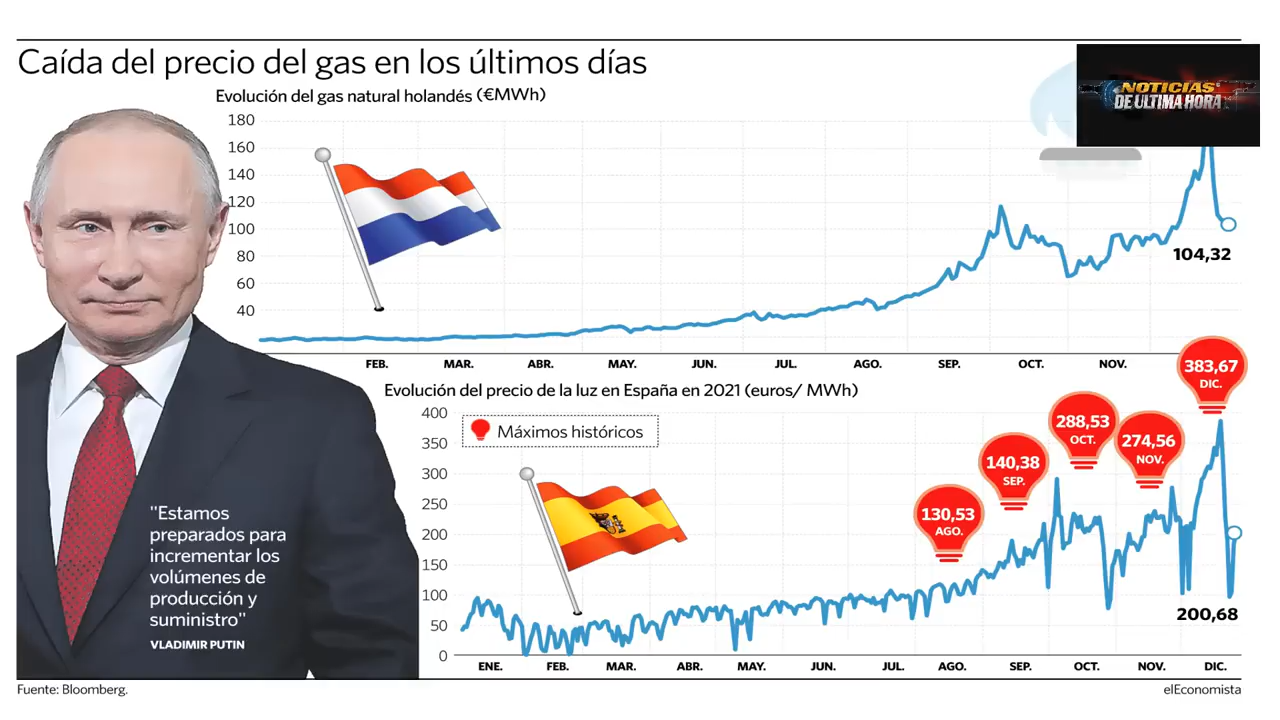 Caída del precio del gas en los últimos días
NOTICIAS
DE ULTIMA HORA
Evolución del gas natural holandés (€MWh)
180
160
140
120
100
80
60
40
104,32
FEB. MAR. ABR. MAY. JUN. JUL. AGO. SEP. OCT. NOV.
Evolución del precio de la luz en España en 2021 (euros/ MWh)
400
350
300
250
200
150
100
50
0
Máximos históricos
130,53
AGO.
140,38
SEP.
288,53
OCT.
274,56
NOV.
383,67
DIC.
200,68
ENE. FEB. MAR. ABR. MAY. JUN. JUL. AGO. SEP. OCT. NOV. DIC.
"Estamos
preparados para
incrementar los
volúmenes de
producción y
suministro"
VLADIMIR PUTIN
Fuente: Bloomberg.
elEconomista